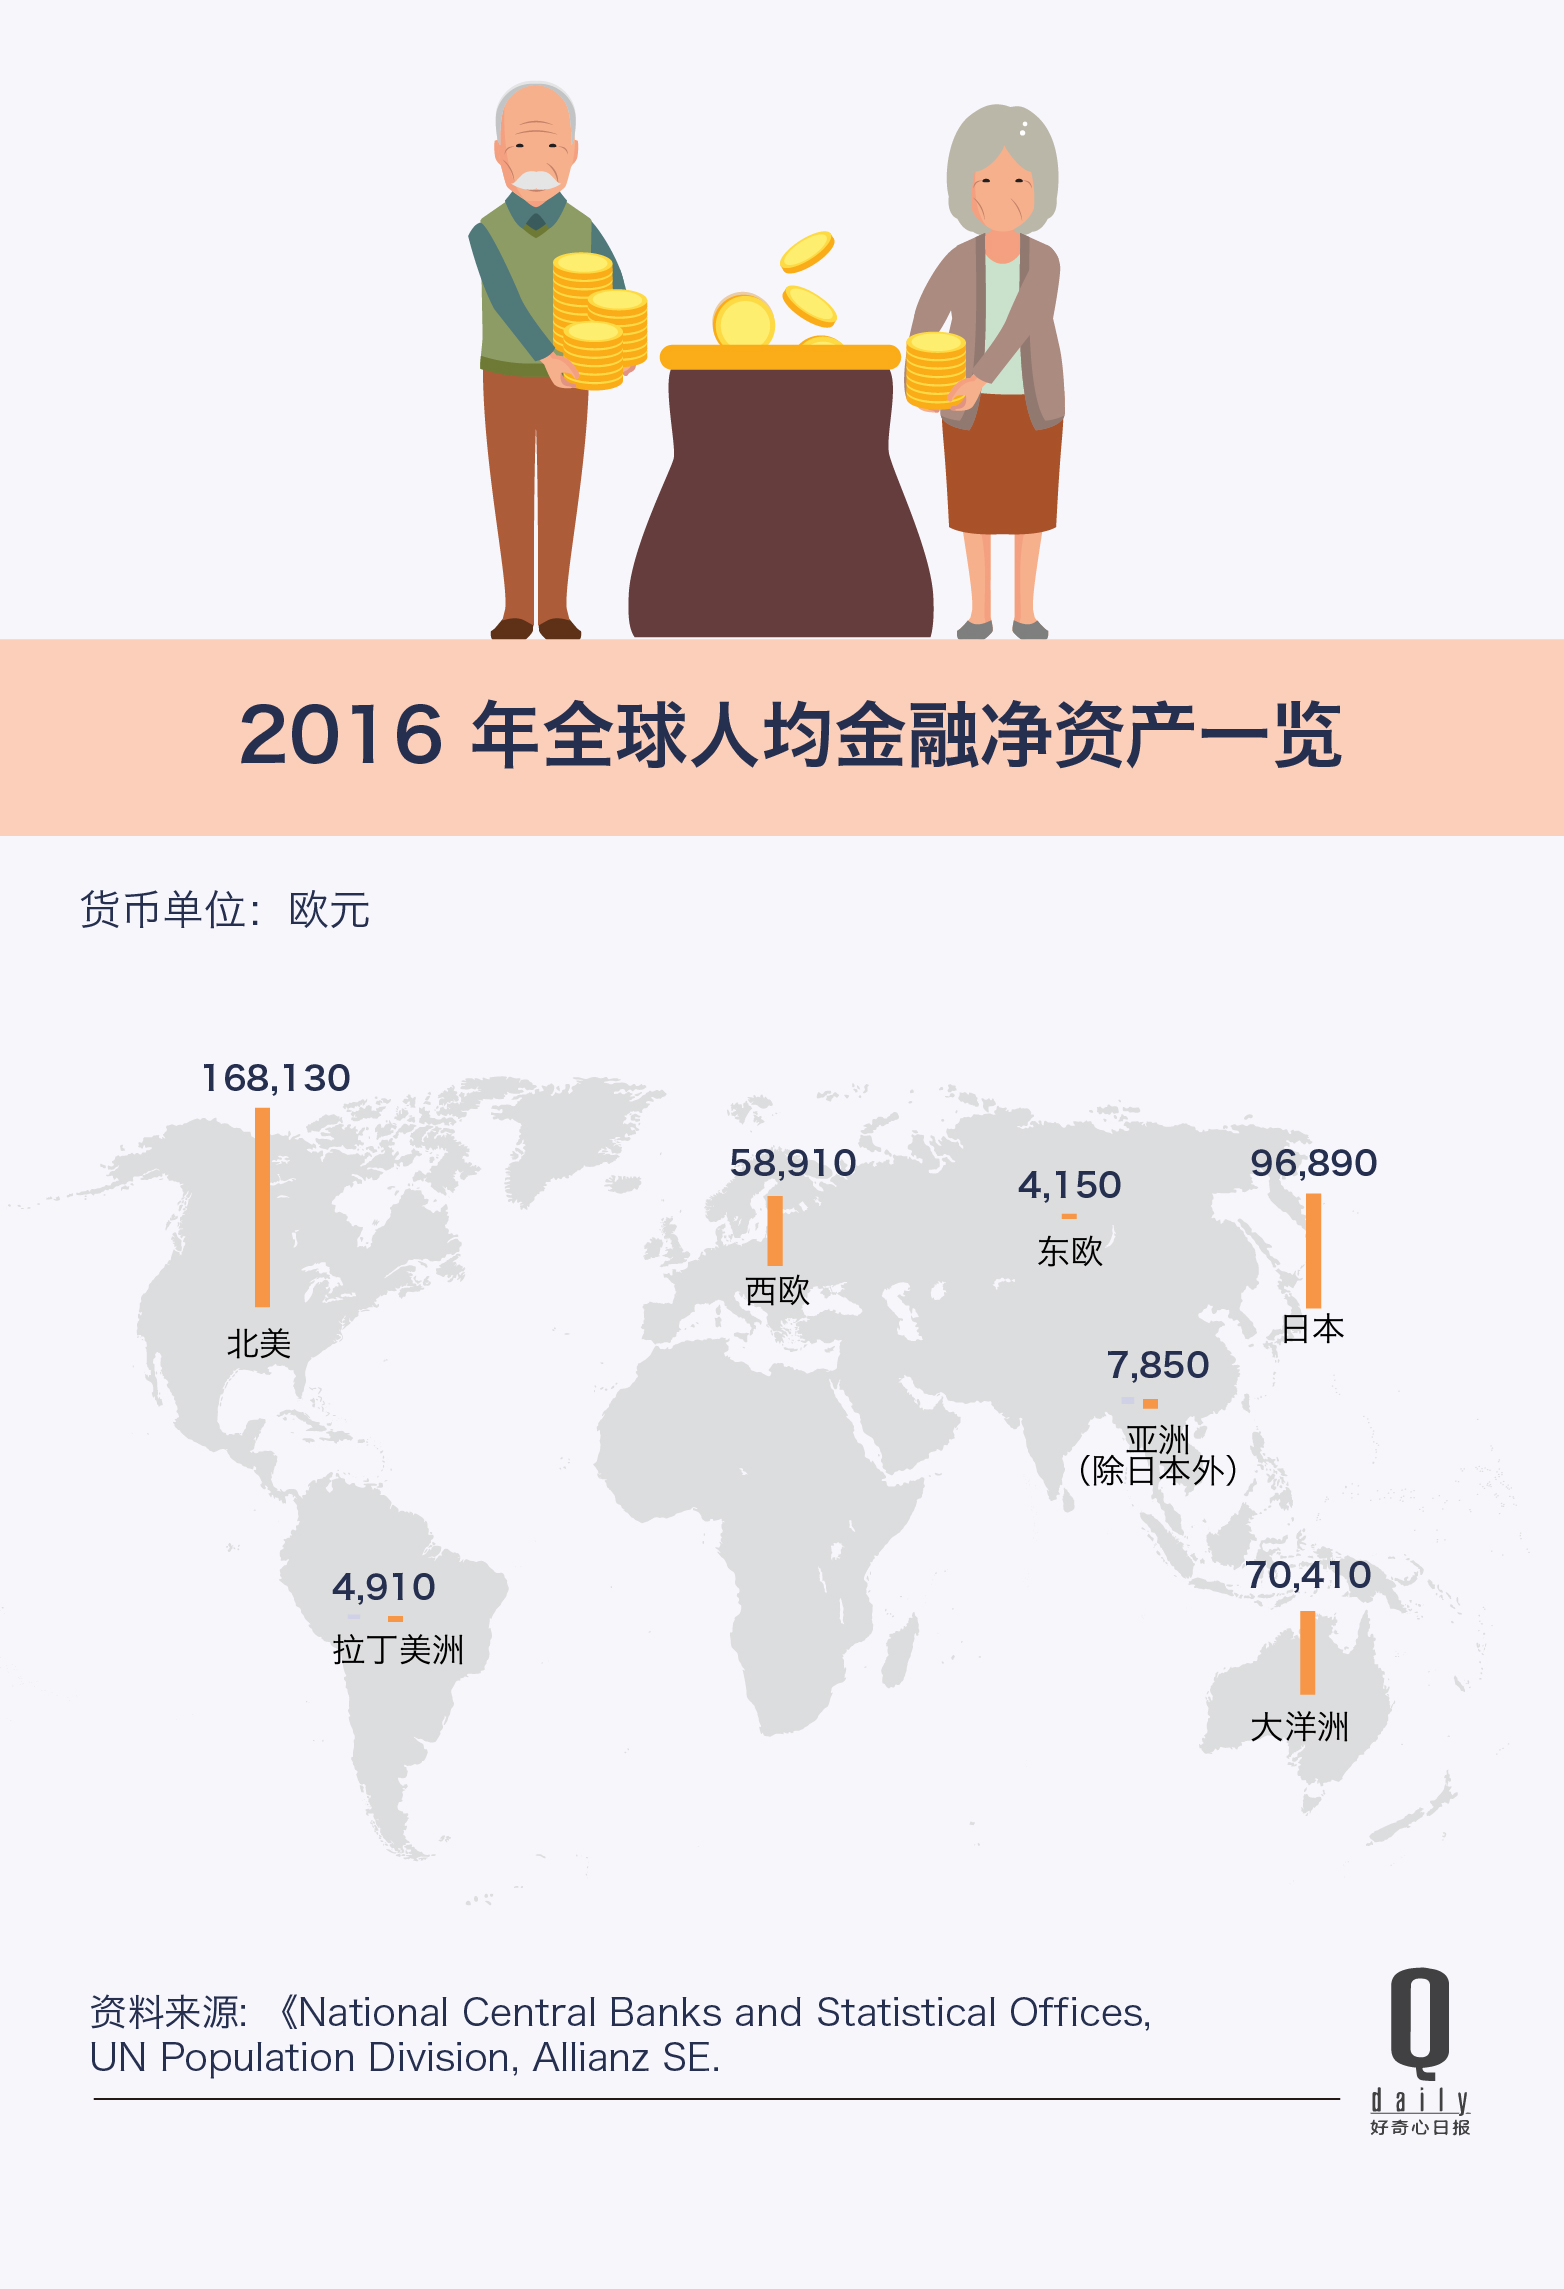 2016 年全球人均金融净资产一览
货币单位：欧元
168,130
北美
58,910
西欧
4,150
东欧
96,890
日本
7,850
亚洲
（除日本外）
4,910
拉丁美洲
70,410
大洋洲
资料来源: 《National Central Banks and Statistical Offices,
UN Population Division, Allianz SE.
Q
daily
好奇心日报